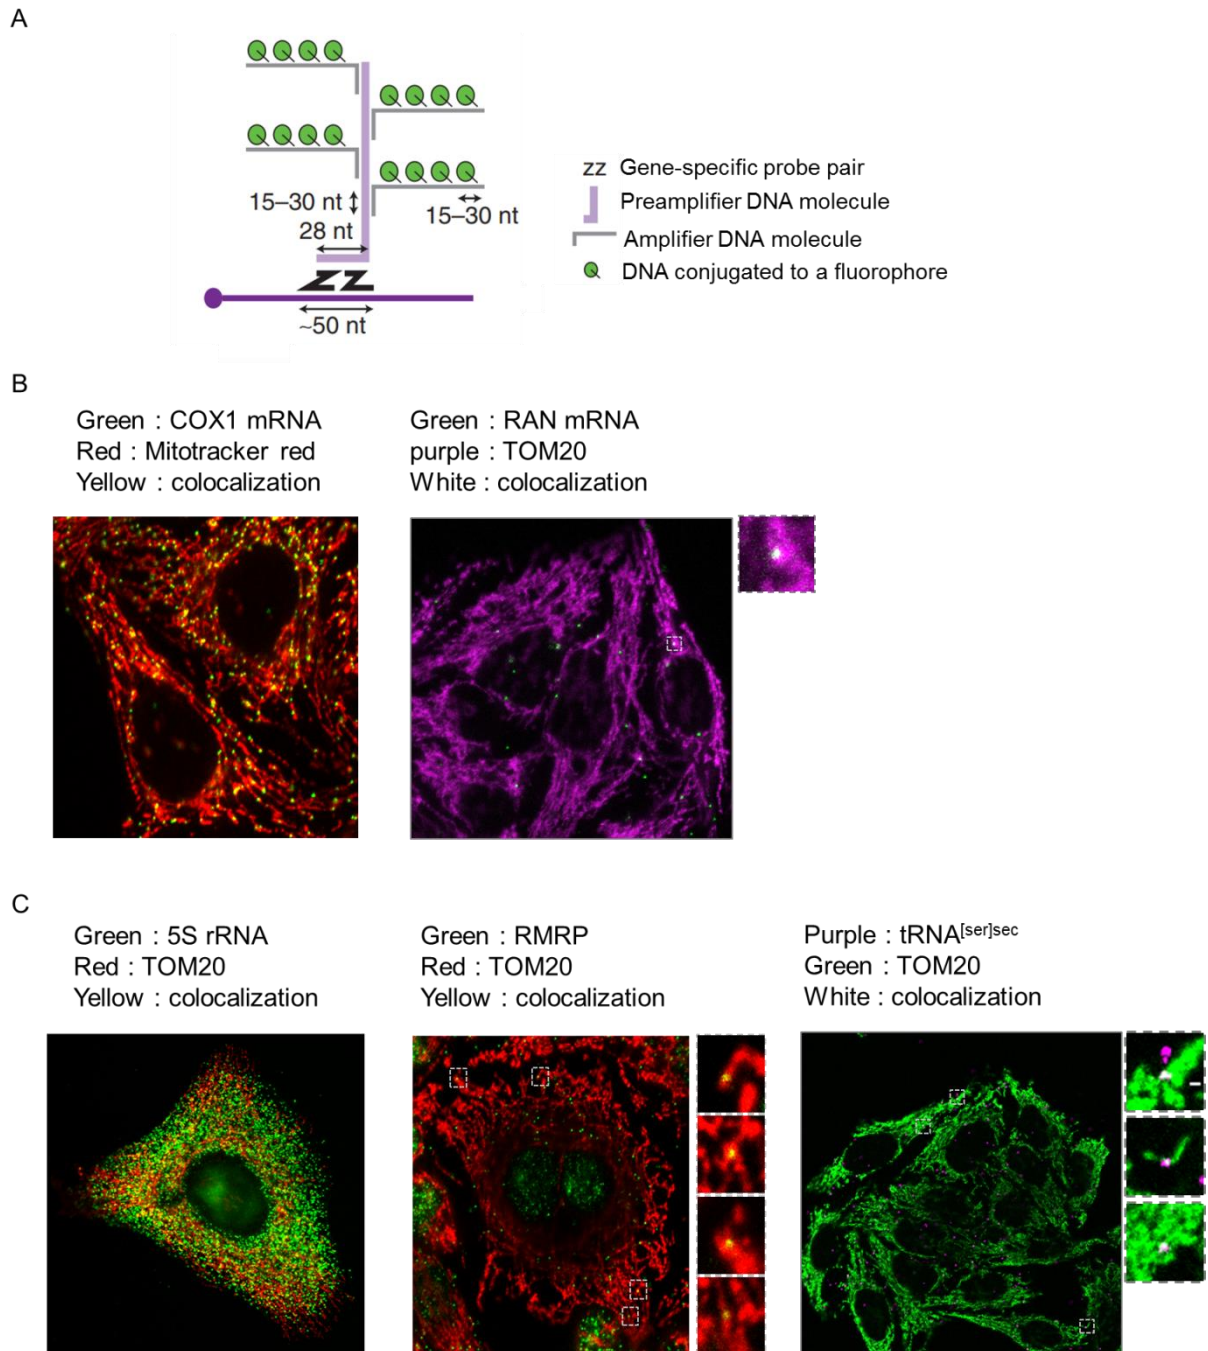 A
15–30 nt
28 nt
15–30 nt
~50 nt
ZZ Gene-specific probe pair
Preamplifier DNA molecule
Amplifier DNA molecule
DNA conjugated to a fluorophore
B
Green : COX1 mRNA
Red : Mitotracker red
Yellow : colocalization
Green : RAN mRNA
purple : TOM20
White : colocalization
C
Green : 5S rRNA
Red : TOM20
Yellow : colocalization
Green : RMRP
Red : TOM20
Yellow : colocalization
Purple : tRNA[ser]sec
Green : TOM20
White : colocalization